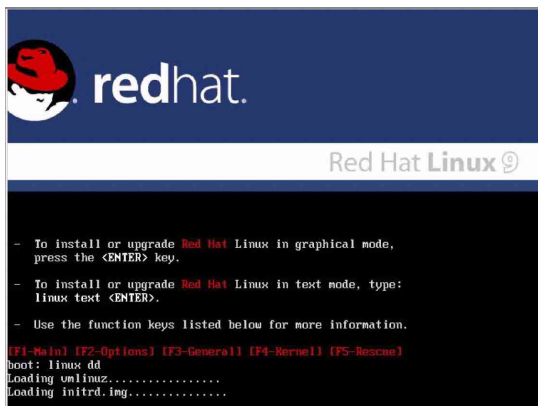 redhat.
Red Hat Linux 9
- To install or upgrade Red Hat Linux in graphical mode,
press the <ENTER> key.
- To install or upgrade Red Hat Linux in text mode, type:
linux text <ENTER>.
- Use the function keys listed below for more information.
[F1-Main] [F2-Options] [F3-General] [F4-Kernel] [F5-Rescue]
boot: linux dd
Loading vmlinuz.................
Loading initrd.img...............